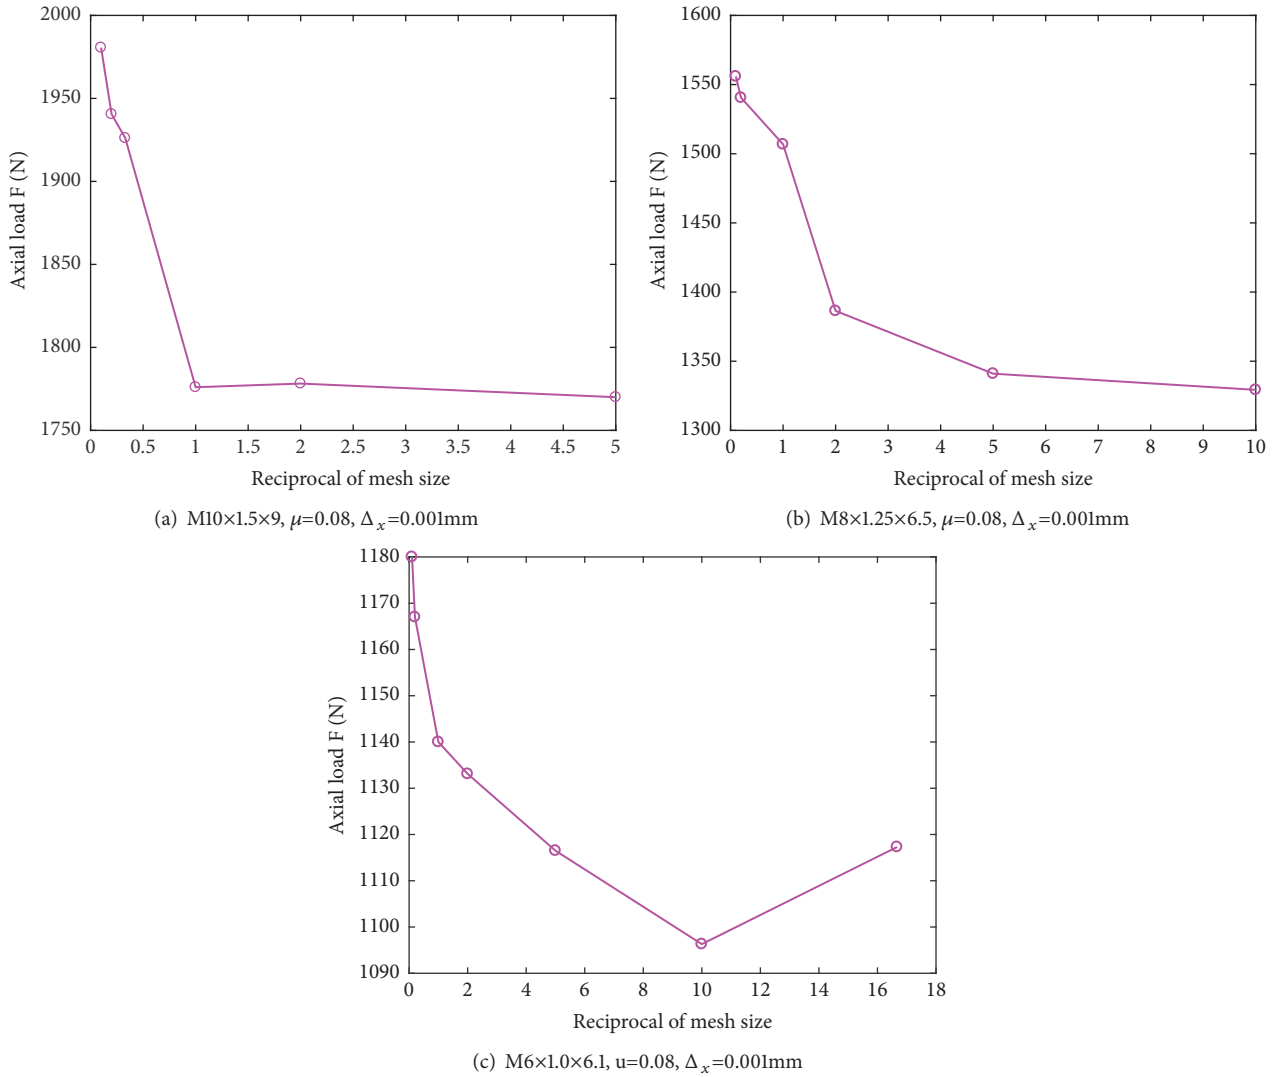 2000
1950
1900
1850
1800
1750
Axial load F (N)
0 0.5 1 1.5 2 2.5 3 3.5 4 4.5 5
Reciprocal of mesh size
(a) M10×1.5×9, μ=0.08, Δx=0.001mm
1600
1550
1500
1450
1400
1350
1300
Axial load F (N)
0 1 2 3 4 5 6 7 8 9 10
Reciprocal of mesh size
(b) M8×1.25×6.5, μ=0.08, Δx=0.001mm
1180
1170
1160
1150
1140
1130
1120
1110
1100
1090
Axial load F (N)
0 2 4 6 8 10 12 14 16 18
Reciprocal of mesh size
(c) M6×1.0×6.1, u=0.08, Δx=0.001mm